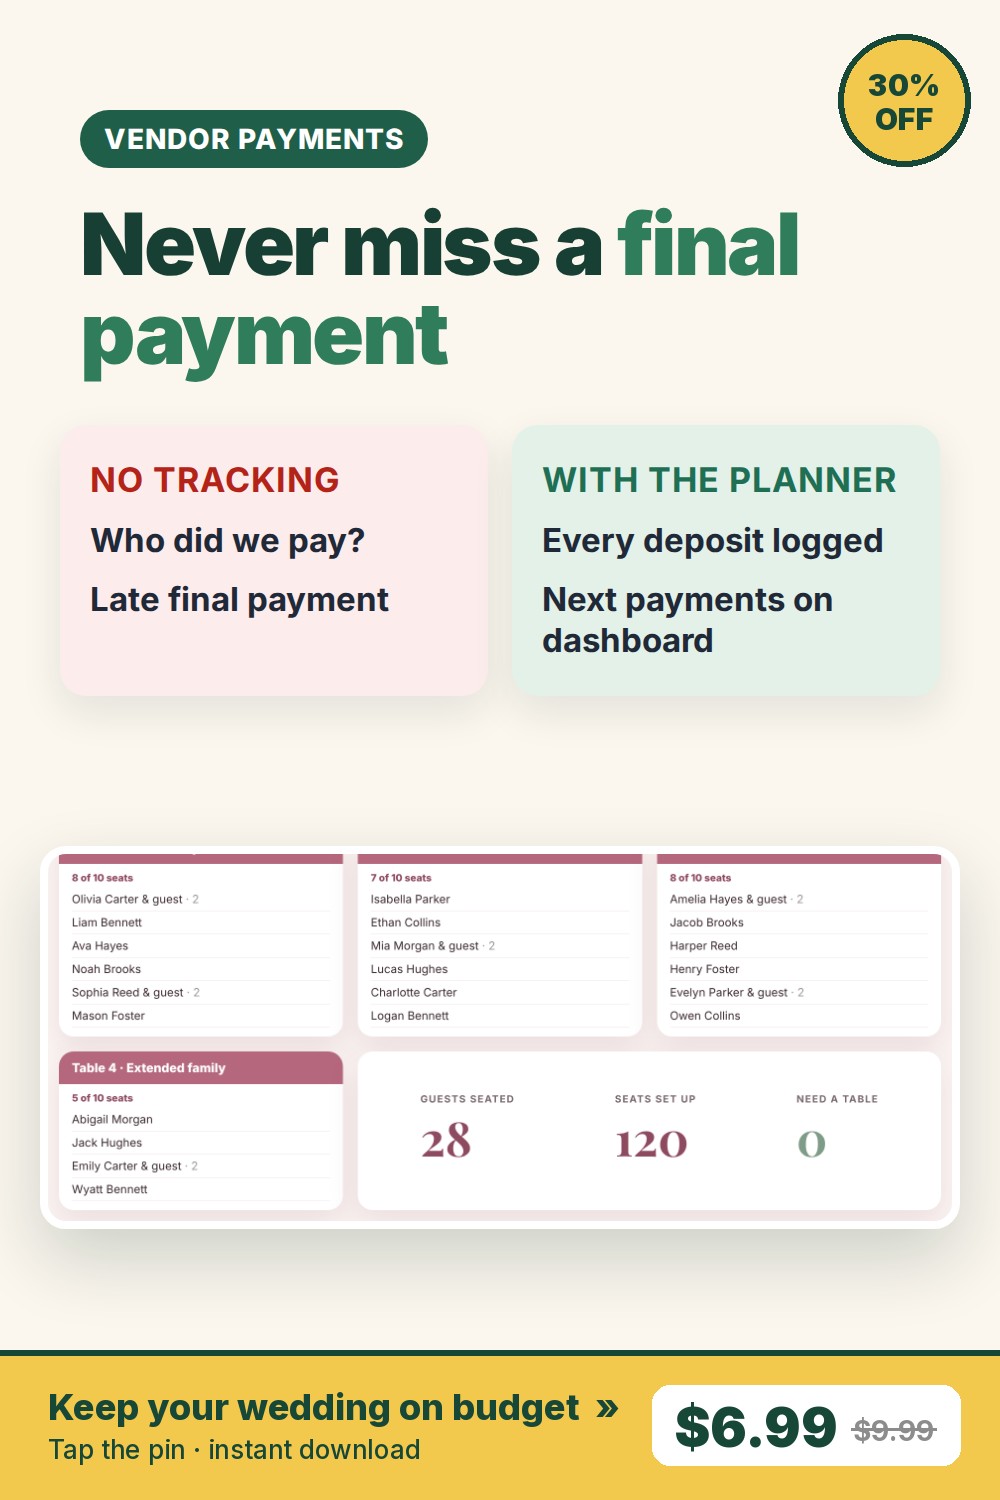 30%
OFF
VENDOR PAYMENTS
Never miss a final
payment
NO TRACKING
Who did we pay?
Late final payment
WITH THE PLANNER
Every deposit logged
Next payments on
dashboard
8 of 10 seats
Olivia Carter & guest · 2
Liam Bennett
Ava Hayes
Noah Brooks
Sophia Reed & guest · 2
Mason Foster
7 of 10 seats
Isabella Parker
Ethan Collins
Mia Morgan & guest · 2
Lucas Hughes
Charlotte Carter
Logan Bennett
8 of 10 seats
Amelia Hayes & guest · 2
Jacob Brooks
Harper Reed
Henry Foster
Evelyn Parker & guest · 2
Owen Collins
Table 4 · Extended family
5 of 10 seats
Abigail Morgan
Jack Hughes
Emily Carter & guest · 2
Wyatt Bennett
GUESTS SEATED
28
SEATS SET UP
120
NEED A TABLE
0
Keep your wedding on budget »
Tap the pin · instant download
$6.99 $9.99